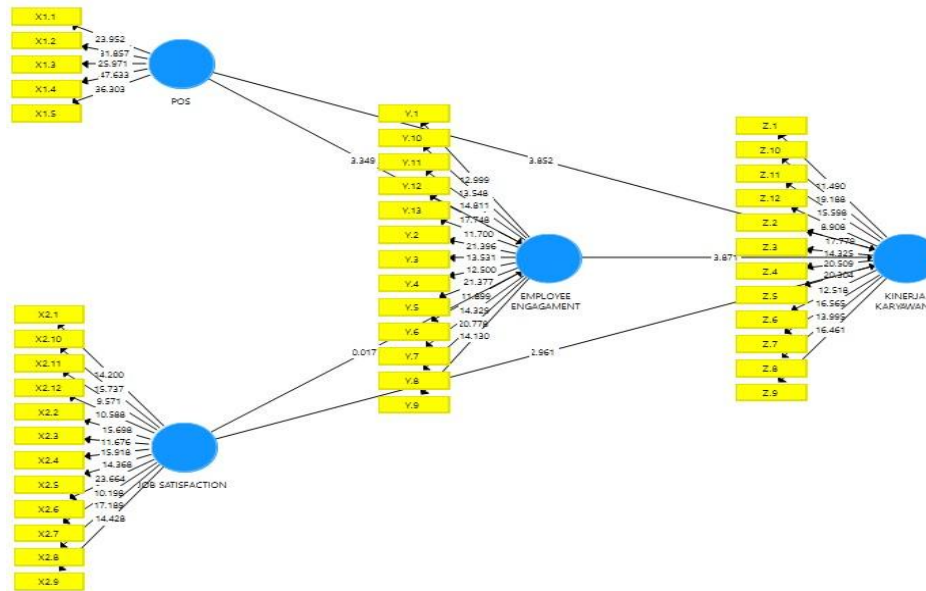 X1.1
X1.2
X1.3
X1.4
X1.5
23.952
31.857
25.971
47.633
36.303
POS
3.349
3.852
Y.1
Y.10
Y.11
Y.12
Y.13
Y.2
Y.3
Y.4
Y.5
Y.6
Y.7
Y.8
Y.9
12.999
13.548
14.811
17.748
11.700
21.396
13.531
12.500
21.377
11.899
14.329
20.778
14.130
EMPLOYEE
ENGAGAMENT
3.871
Z.1
Z.10
Z.11
Z.12
Z.2
Z.3
Z.4
Z.5
Z.6
Z.7
Z.8
Z.9
11.490
19.188
15.598
8.908
17.778
14.325
20.509
20.304
12.518
16.565
13.995
16.461
KINERJA
KARYAWAN
X2.1
X2.10
X2.11
X2.12
X2.2
X2.3
X2.4
X2.5
X2.6
X2.7
X2.8
X2.9
14.200
15.737
9.571
10.588
15.698
11.676
15.918
14.368
23.664
10.198
17.189
14.428
JOB SATISFACTION
0.017
2.961